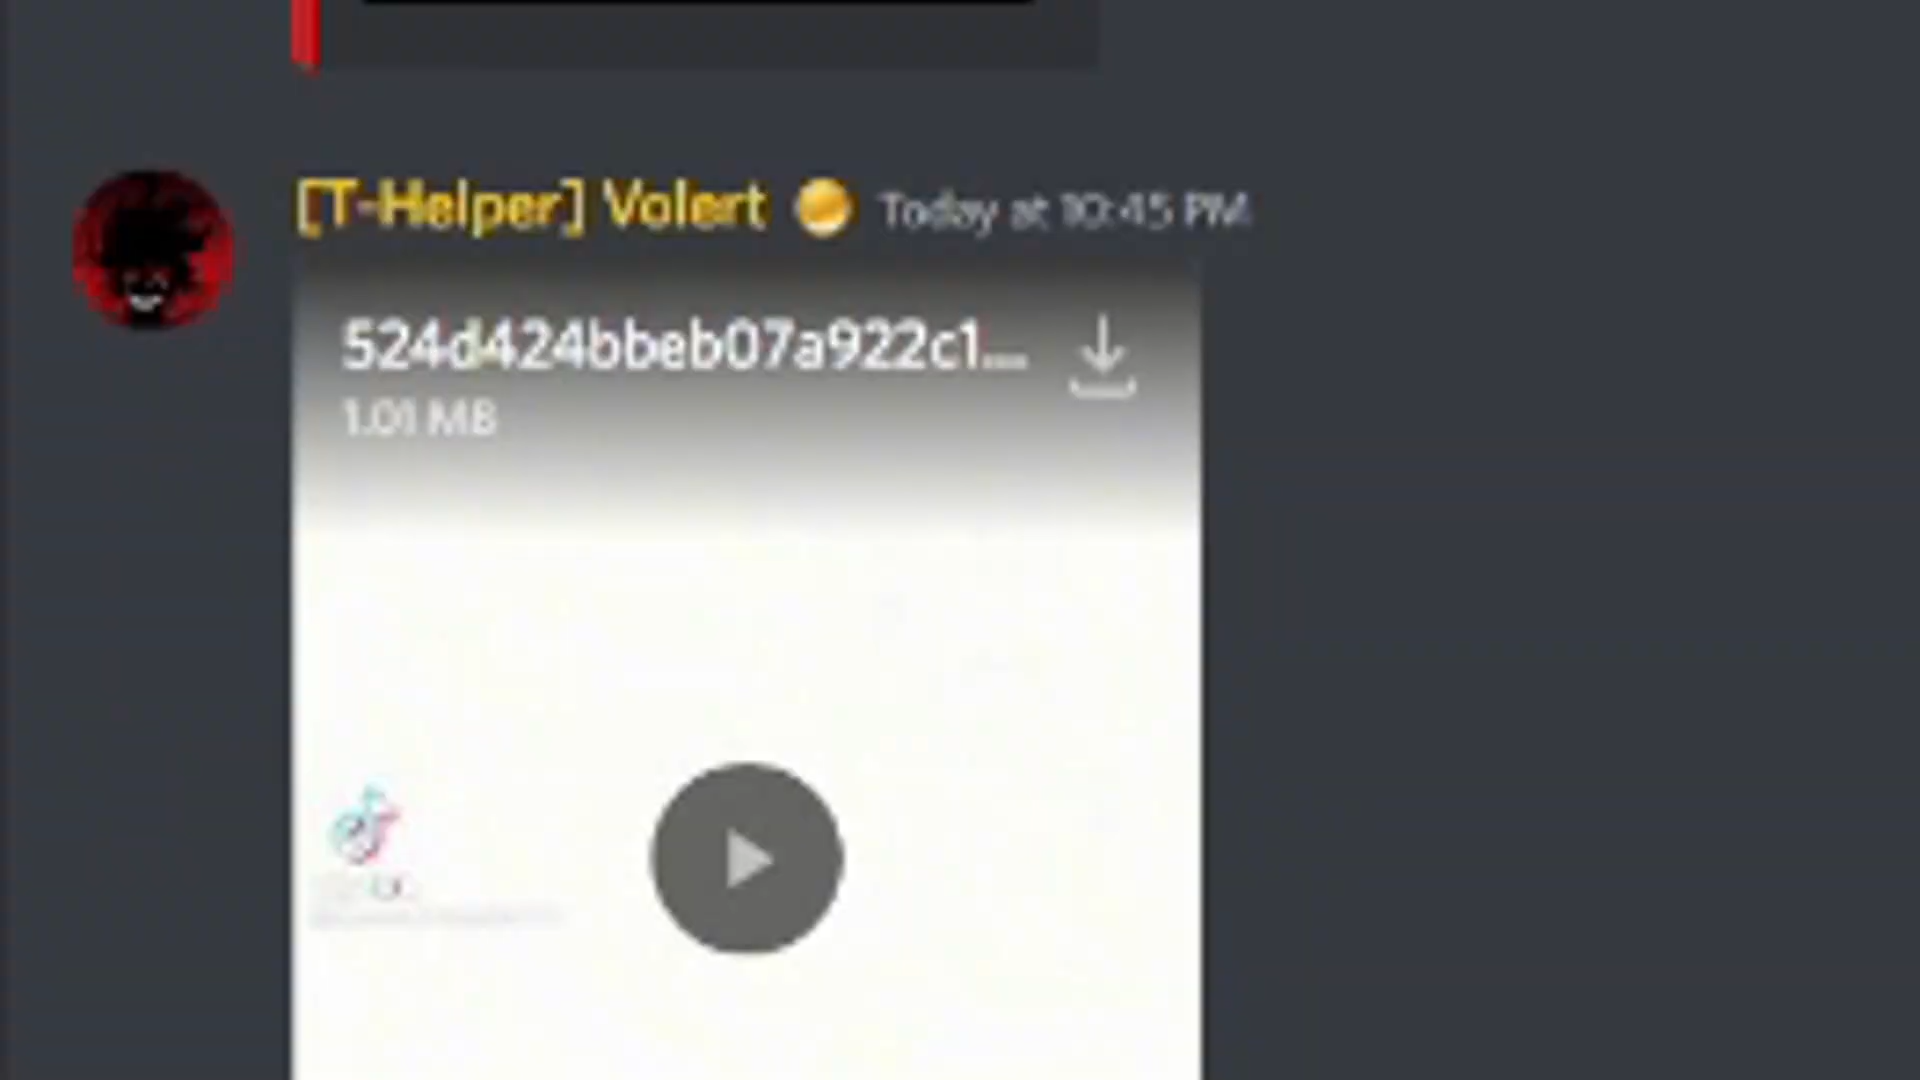 [T-Helper] Volert Today at 10:45 PM
524d424bbeb07a922c1...
1.01 MB